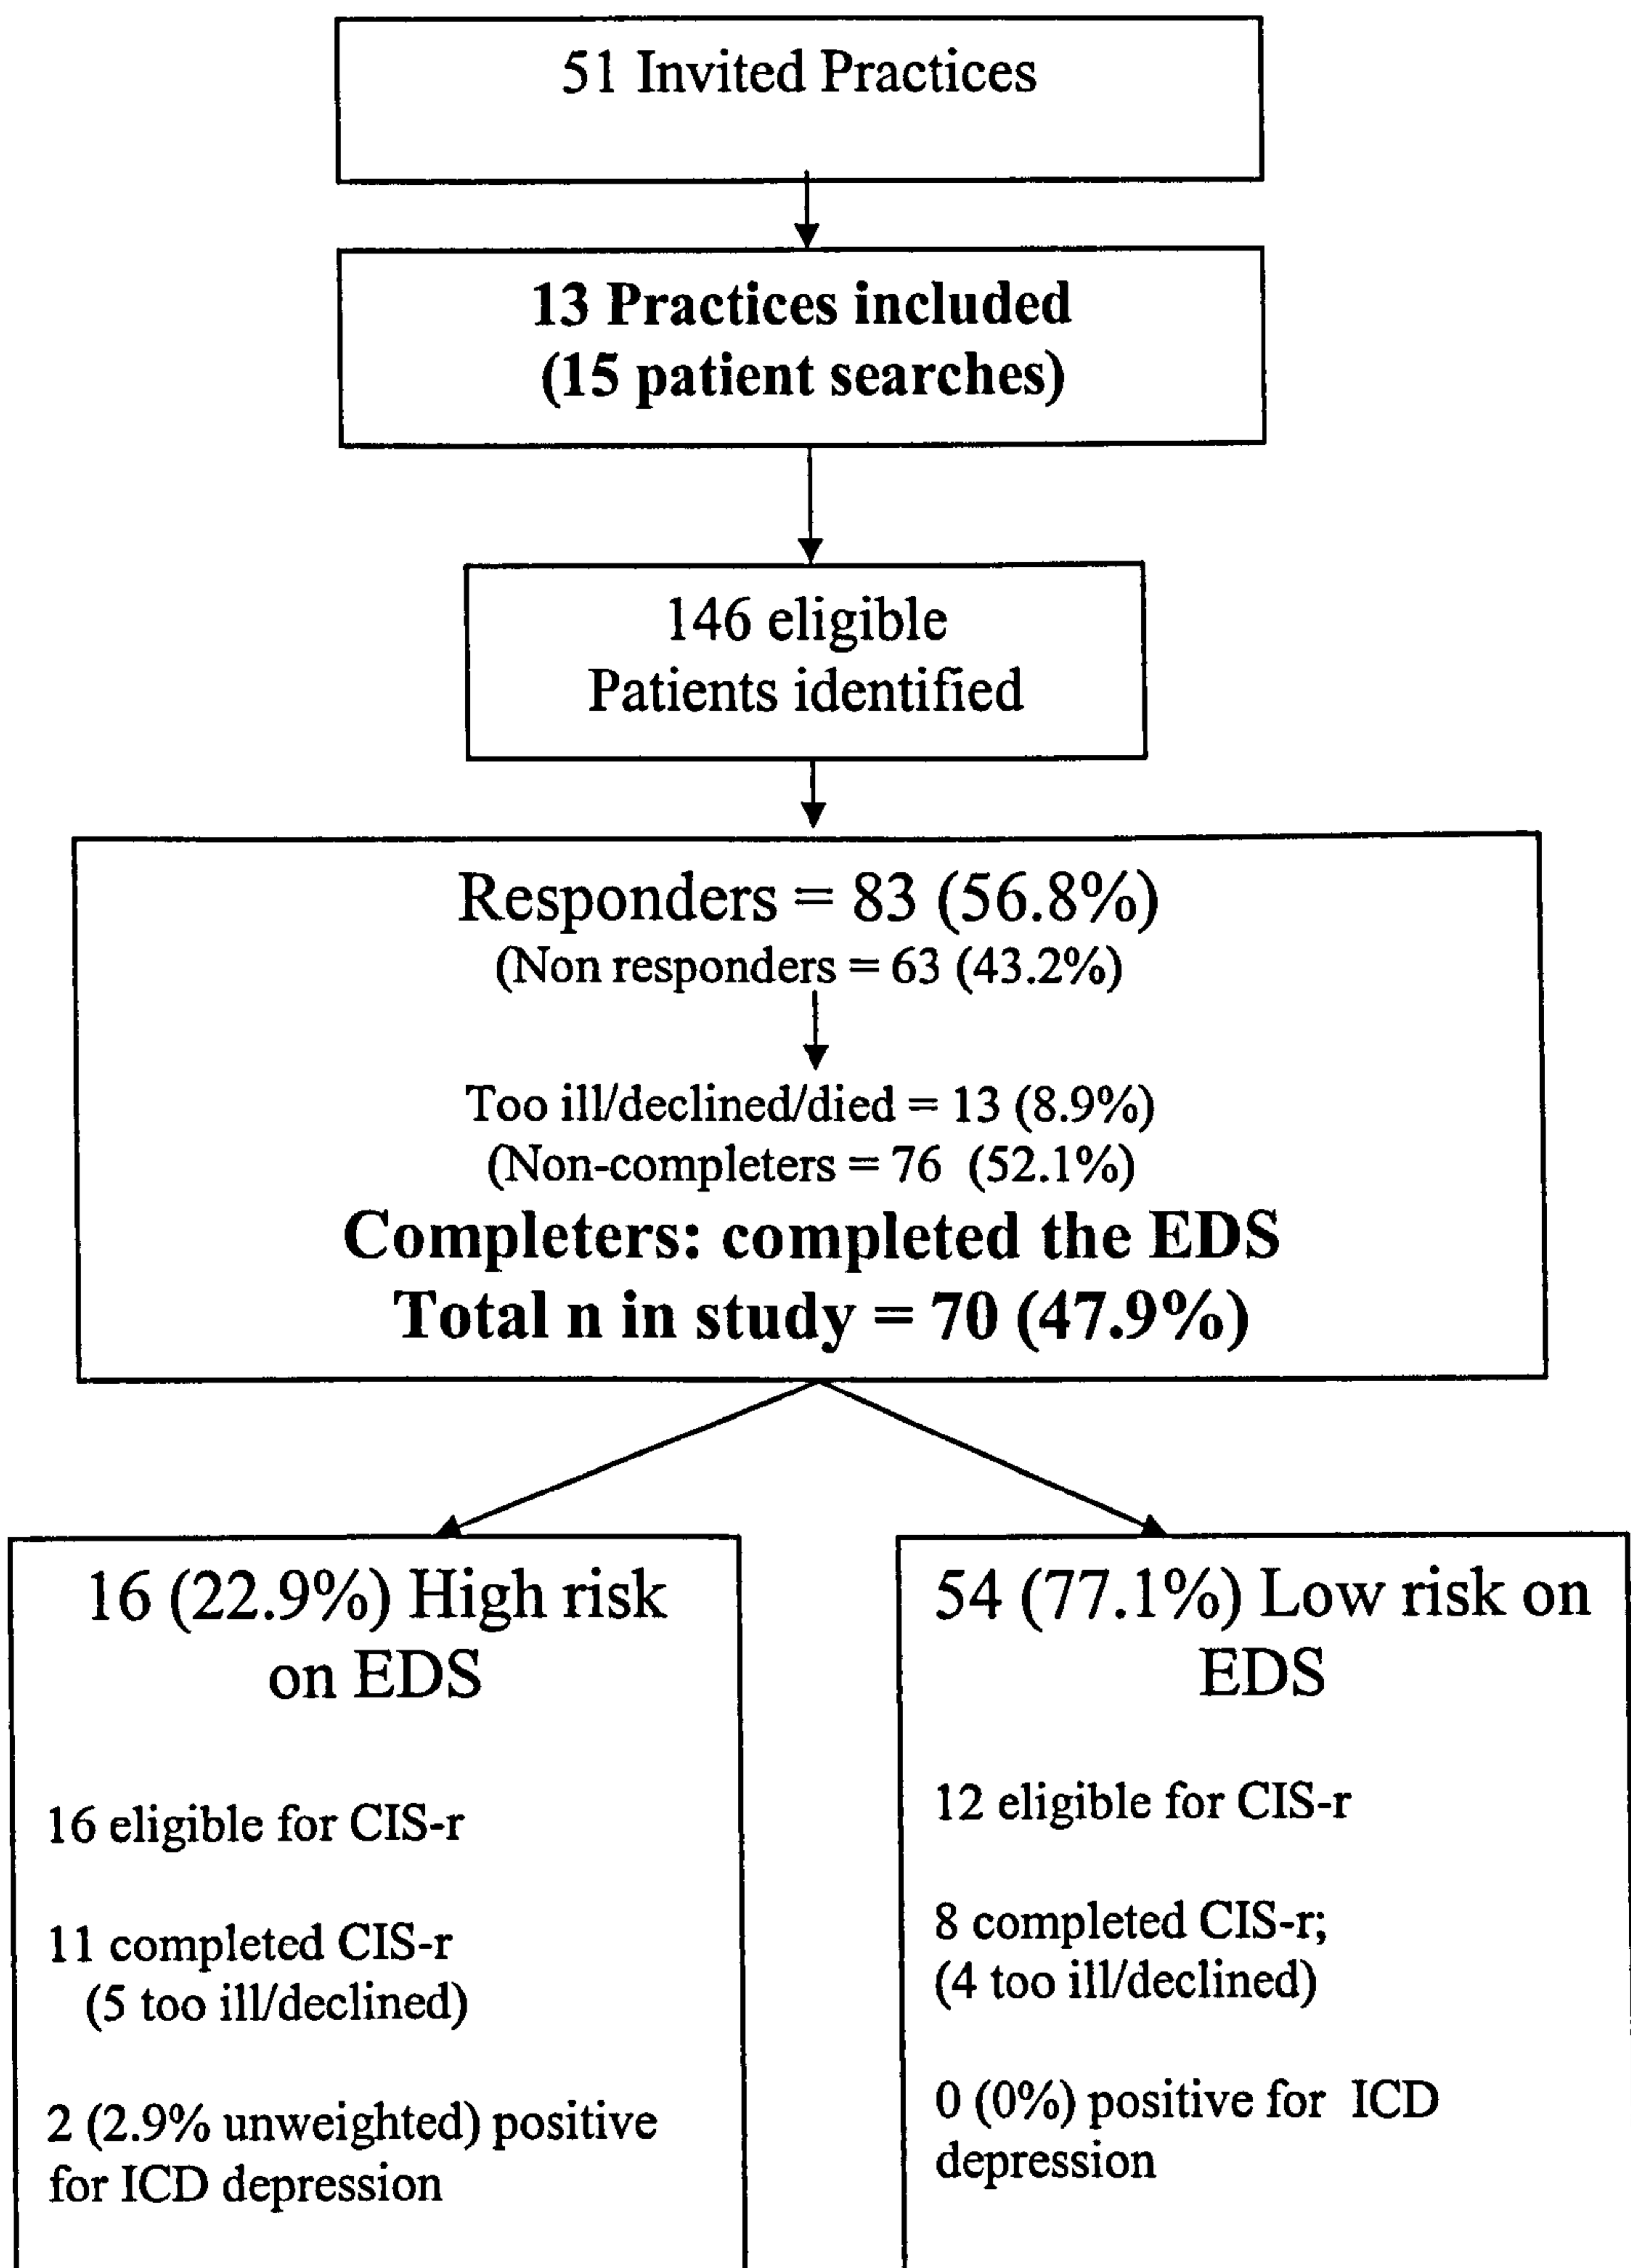 51 Invited Practices
13 Practices included
(15 patient searches)
146 eligible
Patients identified
Responders = 83 (56.8%)
(Non responders = 63 (43.2%)
Too ill/declined/died = 13 (8.9%)
(Non-completers = 76 (52.1%)
Completers: completed the EDS
Total n in study = 70 (47.9%)
16 (22.9%) High risk
on EDS
16 eligible for CIS-r
11 completed CIS-r
(5 too ill/declined)
2 (2.9% unweighted) positive
for ICD depression
54 (77.1%) Low risk on
EDS
12 eligible for CIS-r
8 completed CIS-r;
(4 too ill/declined)
0 (0%) positive for ICD
depression